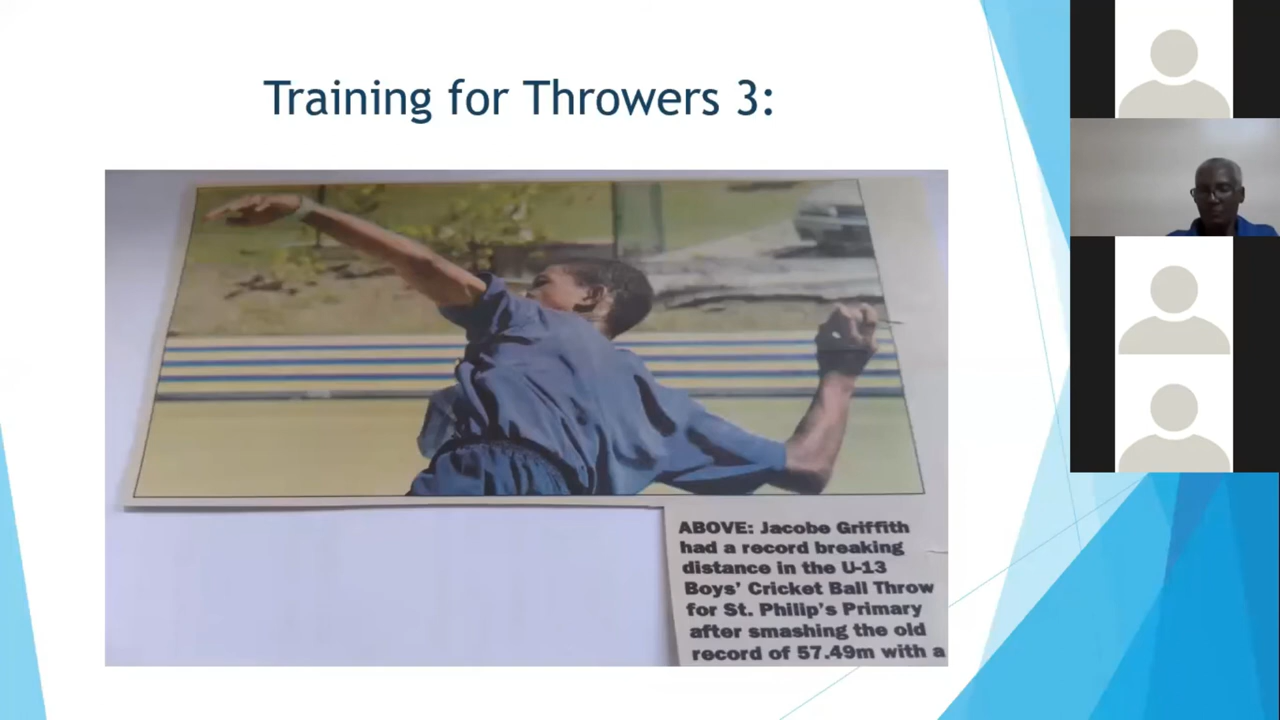 Training for Throwers 3:
ABOVE: Jacobe Griffith
had a record breaking
distance in the U-13
Boys' Cricket Ball Throw
for St. Philip's Primary
after smashing the old
record of 57.49m with a